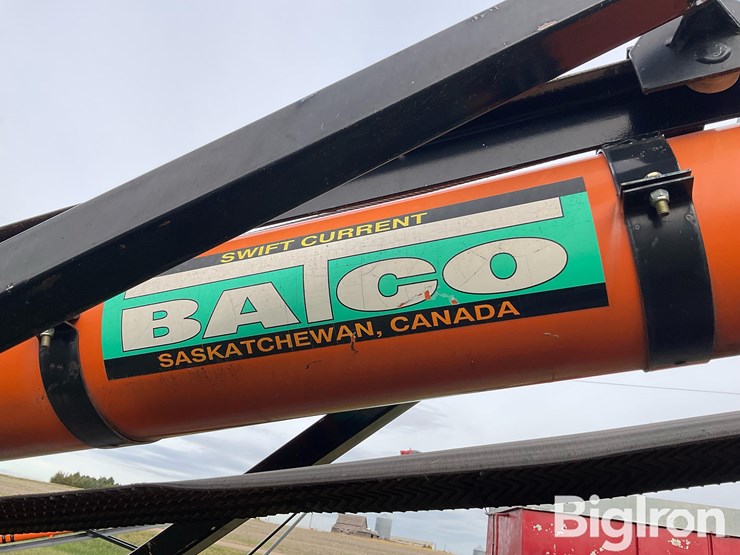 SWIFT CURRENT
BATCO
SASKATCHEWAN, CANADA
BigIron